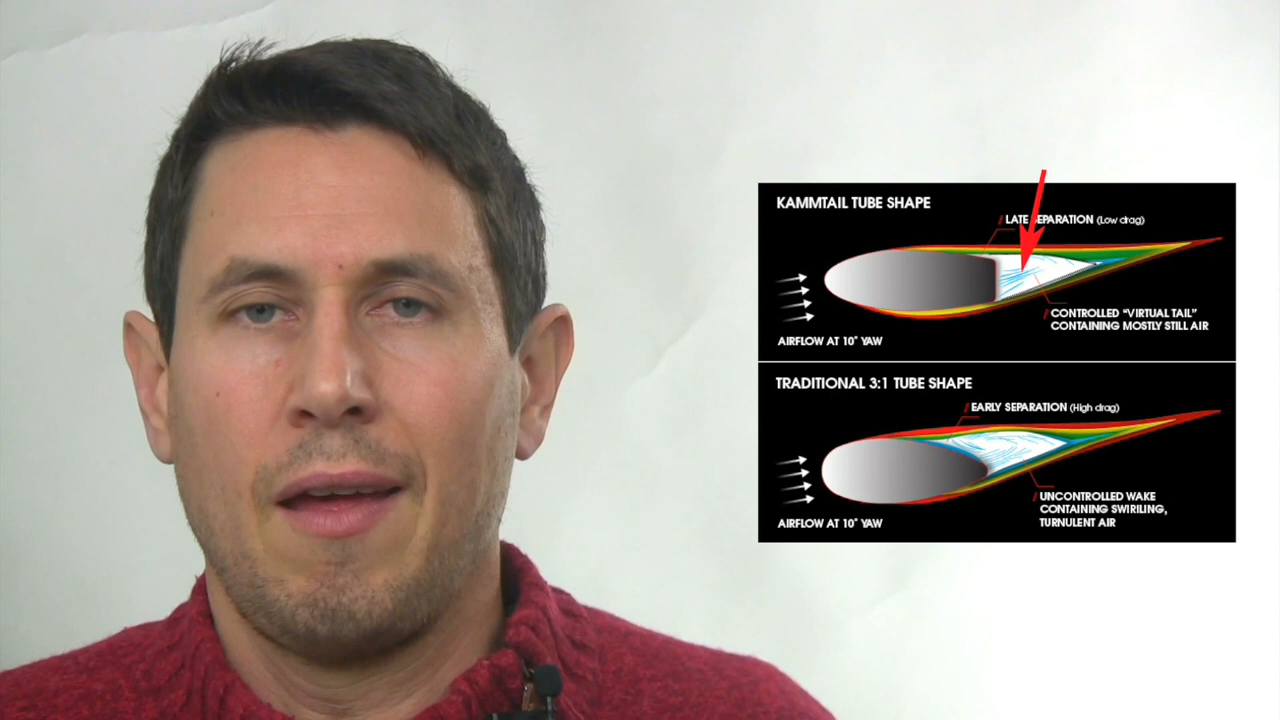 KAMMTAIL TUBE SHAPE
LATE SEPARATION (Low drag)
CONTROLLED "VIRTUAL TAIL"
CONTAINING MOSTLY STILL AIR
AIRFLOW AT 10° YAW
TRADITIONAL 3:1 TUBE SHAPE
EARLY SEPARATION (High drag)
UNCONTROLLED WAKE
CONTAINING SWIRILING,
TURNULENT AIR
AIRFLOW AT 10° YAW